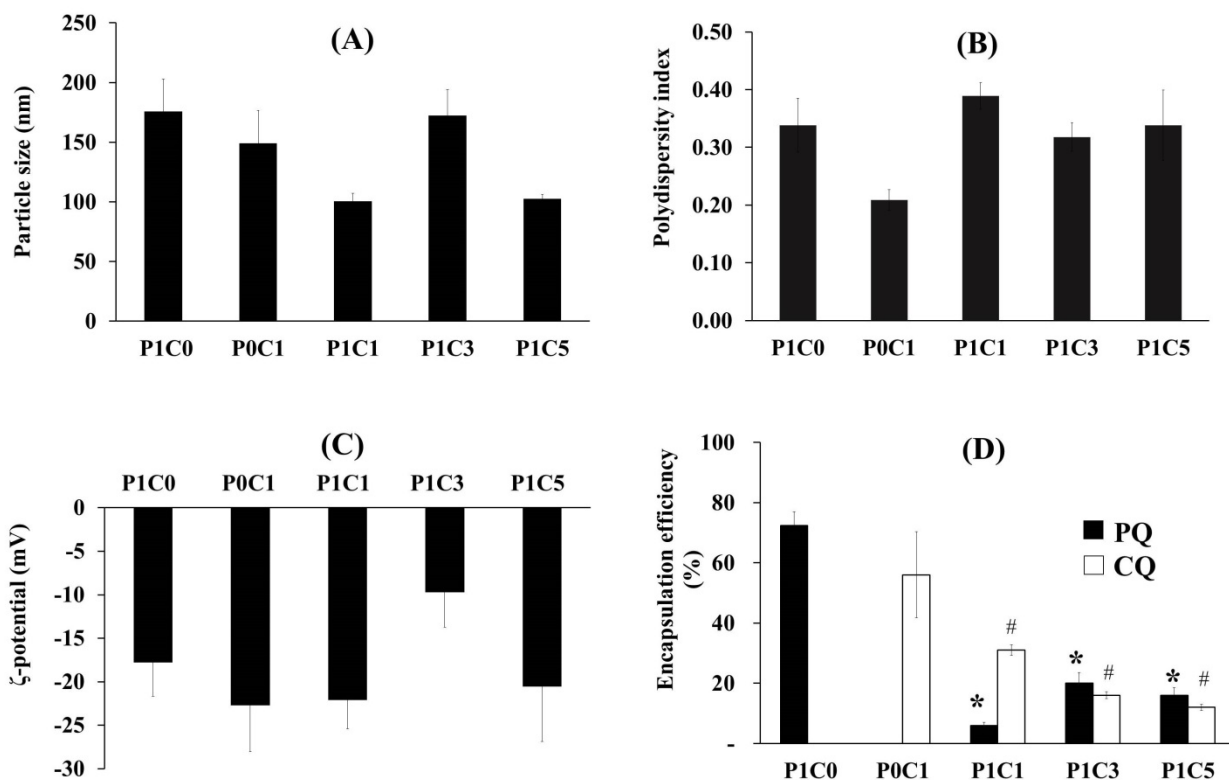 (A)
Particle size (nm)
250
200
150
100
50
0
P1C0 P0C1 P1C1 P1C3 P1C5
(B)
Polydispersity index
0.50
0.40
0.30
0.20
0.10
0.00
P1C0 P0C1 P1C1 P1C3 P1C5
(C)
P1C0 P0C1 P1C1 P1C3 P1C5
ζ-potential (mV)
0
-5
-10
-15
-20
-25
-30
(D)
Encapsulation efficiency
(%)
100
80
60
40
20
-
PQ
CQ
* # * # * #
P1C0 P0C1 P1C1 P1C3 P1C5